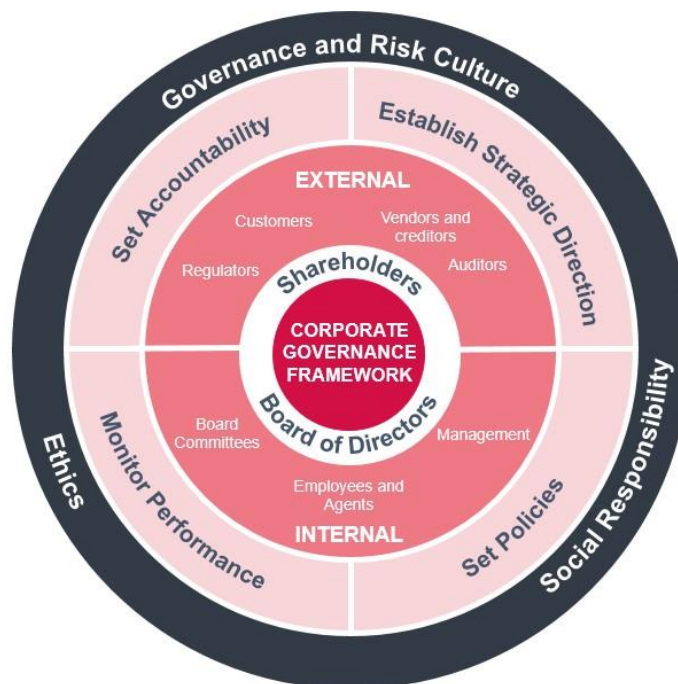 Governance and Risk Culture
Set Accountability
Establish Strategic Direction
EXTERNAL
Customers
Vendors and
creditors
Regulators
Auditors
Shareholders
CORPORATE
GOVERNANCE
FRAMEWORK
Board of Directors
Board
Committees
Management
Employees and
Agents
INTERNAL
Monitor Performance
Set Policies
Ethics
Social Responsibility